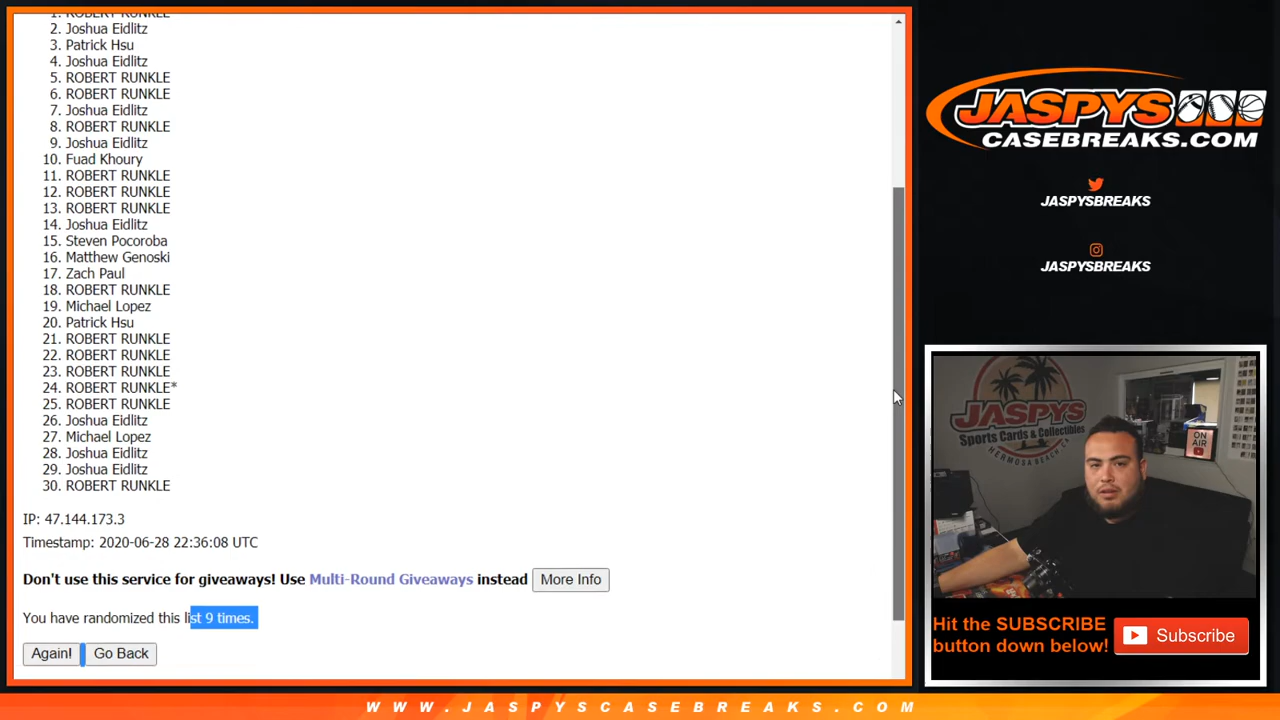 1. ROBERT RUNKLE
2. Joshua Eidlitz
3. Patrick Hsu
4. Joshua Eidlitz
5. ROBERT RUNKLE
6. ROBERT RUNKLE
7. Joshua Eidlitz
8. ROBERT RUNKLE
9. Joshua Eidlitz
10. Fuad Khoury
11. ROBERT RUNKLE
12. ROBERT RUNKLE
13. ROBERT RUNKLE
14. Joshua Eidlitz
15. Steven Pocoroba
16. Matthew Genoski
17. Zach Paul
18. ROBERT RUNKLE
19. Michael Lopez
20. Patrick Hsu
21. ROBERT RUNKLE
22. ROBERT RUNKLE
23. ROBERT RUNKLE
24. ROBERT RUNKLE*
25. ROBERT RUNKLE
26. Joshua Eidlitz
27. Michael Lopez
28. Joshua Eidlitz
29. Joshua Eidlitz
30. ROBERT RUNKLE
IP: 47.144.173.3
Timestamp: 2020-06-28 22:36:08 UTC
Don't use this service for giveaways! Use Multi-Round Giveaways instead More Info
You have randomized this list 9 times.
Again! Go Back
JASPYS
CASEBREAKS.COM
JASPYSBREAKS
JASPYSBREAKS
JASPYS
Sports Cards & Collectibles
HERMOSA BEACH, CA
ON AIR
Hit the SUBSCRIBE
button down below!
Subscribe
WWW.JASPYSCASEBREAKS.COM